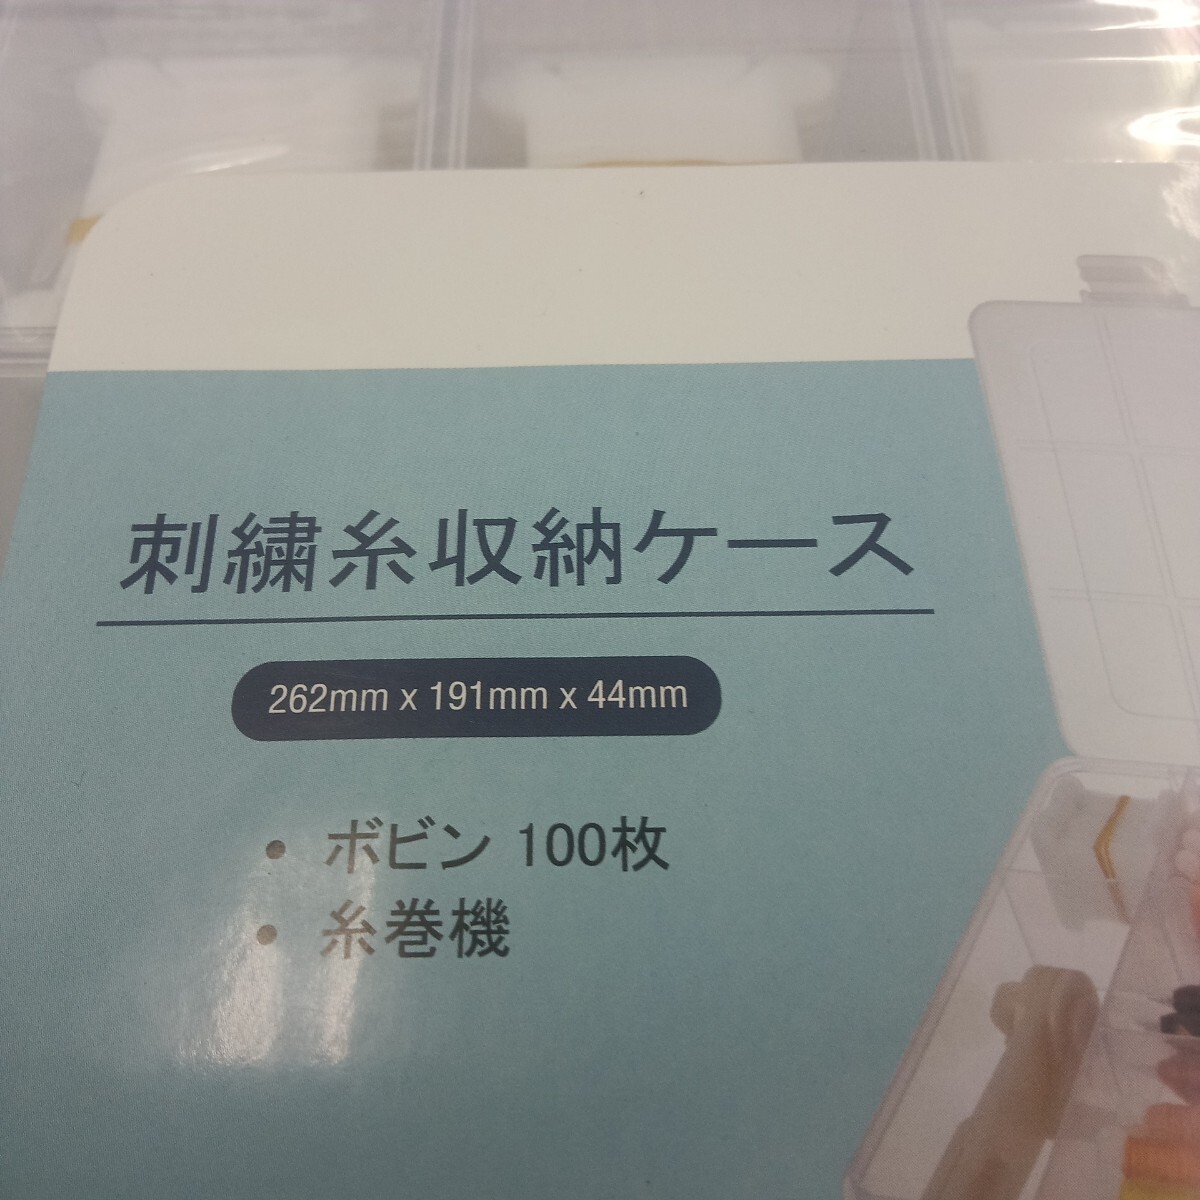 刺繍糸収納ケース
262mm x 191mm x 44mm
• ボビン 100枚
• 糸巻機